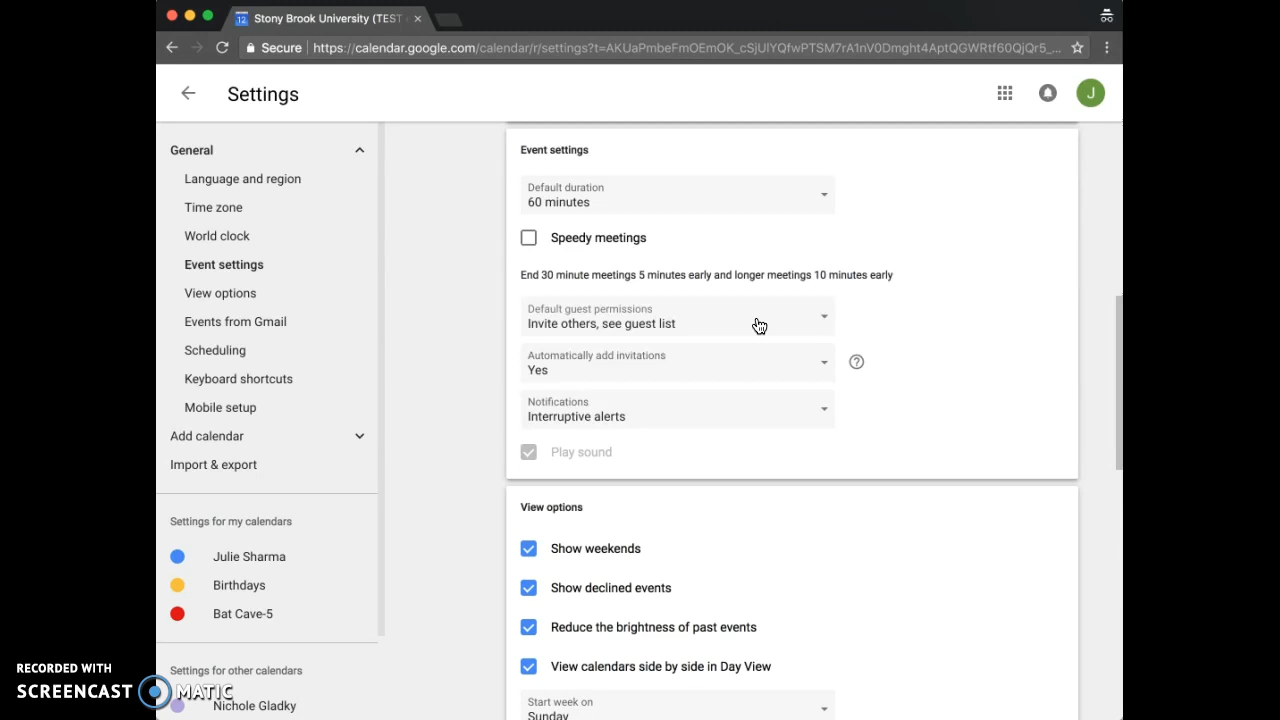 Stony Brook University (TEST
Secure
https://calendar.google.com/calendar/r/settings?t=AKUaPmbeFmOEmOK_cSjUlYQfwPTSM7rA1nV0Dmght4AptQGWRtf60QjQr5_...
Settings
J
General
Language and region
Time zone
World clock
Event settings
View options
Events from Gmail
Scheduling
Keyboard shortcuts
Mobile setup
Add calendar
Import & export
Settings for my calendars
Julie Sharma
Birthdays
Bat Cave-5
Settings for other calendars
Nichole Gladky
Event settings
Default duration
60 minutes
Speedy meetings
End 30 minute meetings 5 minutes early and longer meetings 10 minutes early
Default guest permissions
Invite others, see guest list
Automatically add invitations
Yes
Notifications
Interruptive alerts
Play sound
View options
Show weekends
Show declined events
Reduce the brightness of past events
View calendars side by side in Day View
Start week on
Sunday
RECORDED WITH
SCREENCAST MATIC